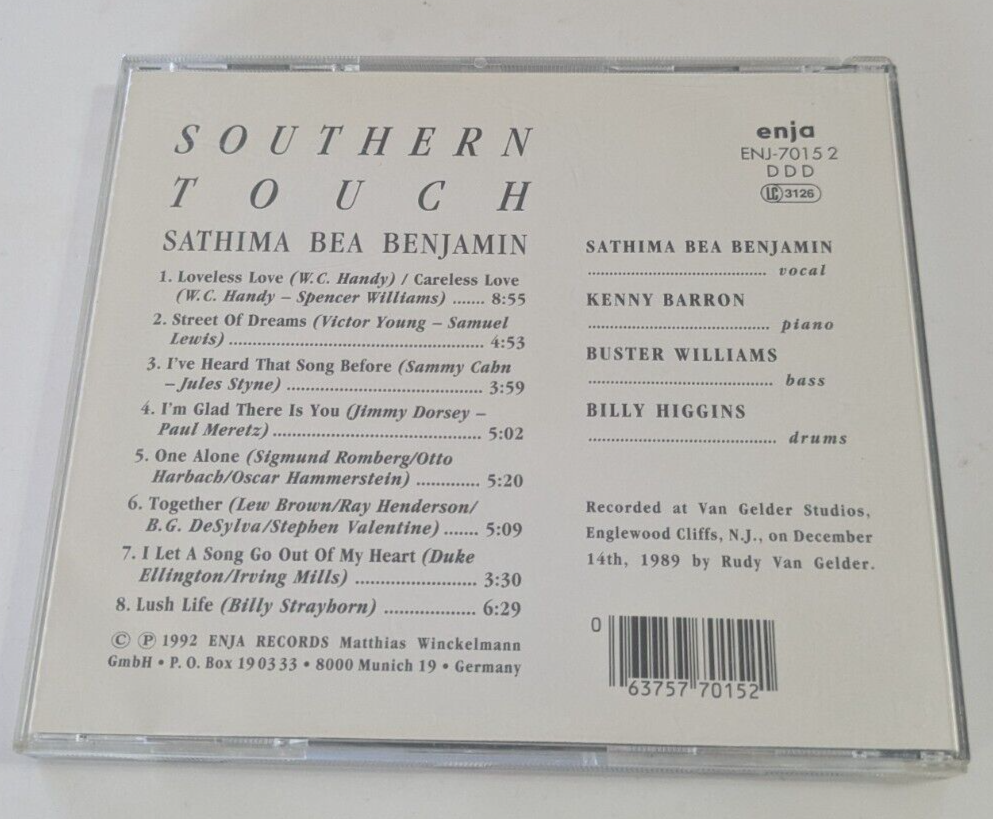 SOUTHERN
TOUCH
SATHIMA BEA BENJAMIN
1. Loveless Love (W.C. Handy) / Careless Love
(W.C. Handy – Spencer Williams) ....... 8:55
2. Street Of Dreams (Victor Young – Samuel
Lewis) .................................................. 4:53
3. I've Heard That Song Before (Sammy Cahn
– Jules Styne) ........................................ 3:59
4. I'm Glad There Is You (Jimmy Dorsey –
Paul Meretz) ......................................... 5:02
5. One Alone (Sigmund Romberg/Otto
Harbach/Oscar Hammerstein) ............ 5:20
6. Together (Lew Brown/Ray Henderson/
B.G. DeSylva/Stephen Valentine) ....... 5:09
7. I Let A Song Go Out Of My Heart (Duke
Ellington/Irving Mills) ........................ 3:30
8. Lush Life (Billy Strayhorn) .................. 6:29
© ℗ 1992 ENJA RECORDS Matthias Winckelmann
GmbH • P. O. Box 190333 • 8000 Munich 19 • Germany
enja
ENJ-7015 2
DDD
LC 3126
SATHIMA BEA BENJAMIN
...................................... vocal
KENNY BARRON
....................................... piano
BUSTER WILLIAMS
........................................ bass
BILLY HIGGINS
........................................ drums
Recorded at Van Gelder Studios,
Englewood Cliffs, N.J., on December
14th, 1989 by Rudy Van Gelder.
0 63757 70152